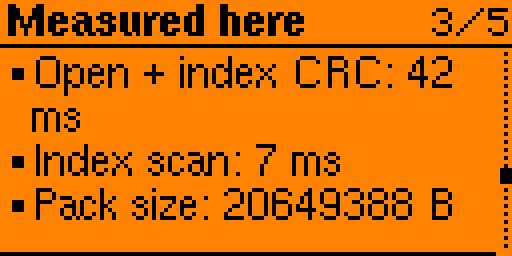 Measured here 3/5
▪Open + index CRC: 42
ms
▪Index scan: 7 ms
▪Pack size: 20649388 B